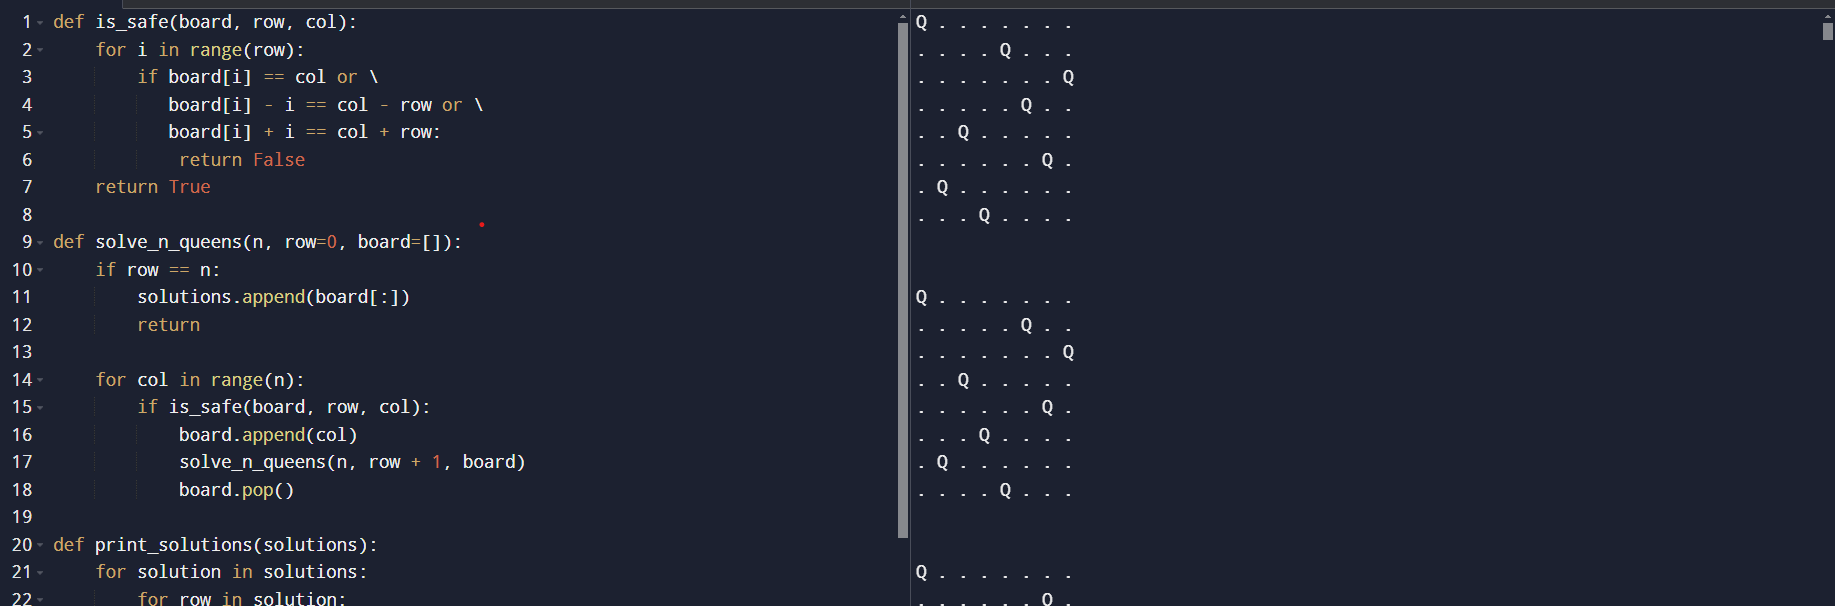 1 def is_safe(board, row, col):
2     for i in range(row):
3         if board[i] == col or \
4            board[i] - i == col - row or \
5            board[i] + i == col + row:
6             return False
7     return True
8
9 def solve_n_queens(n, row=0, board=[]):
10     if row == n:
11         solutions.append(board[:])
12         return
13
14     for col in range(n):
15         if is_safe(board, row, col):
16             board.append(col)
17             solve_n_queens(n, row + 1, board)
18             board.pop()
19
20 def print_solutions(solutions):
21     for solution in solutions:
22         for row in solution:
Q . . . . . . .
. . . . Q . . .
. . . . . . . Q
. . . . . Q . .
. . Q . . . . .
. . . . . . Q .
. Q . . . . . .
. . . Q . . . .
Q . . . . . . .
. . . . . Q . .
. . . . . . . Q
. . Q . . . . .
. . . . . . Q .
. . . Q . . . .
. Q . . . . . .
. . . . Q . . .
Q . . . . . . .
. . . . . . Q .